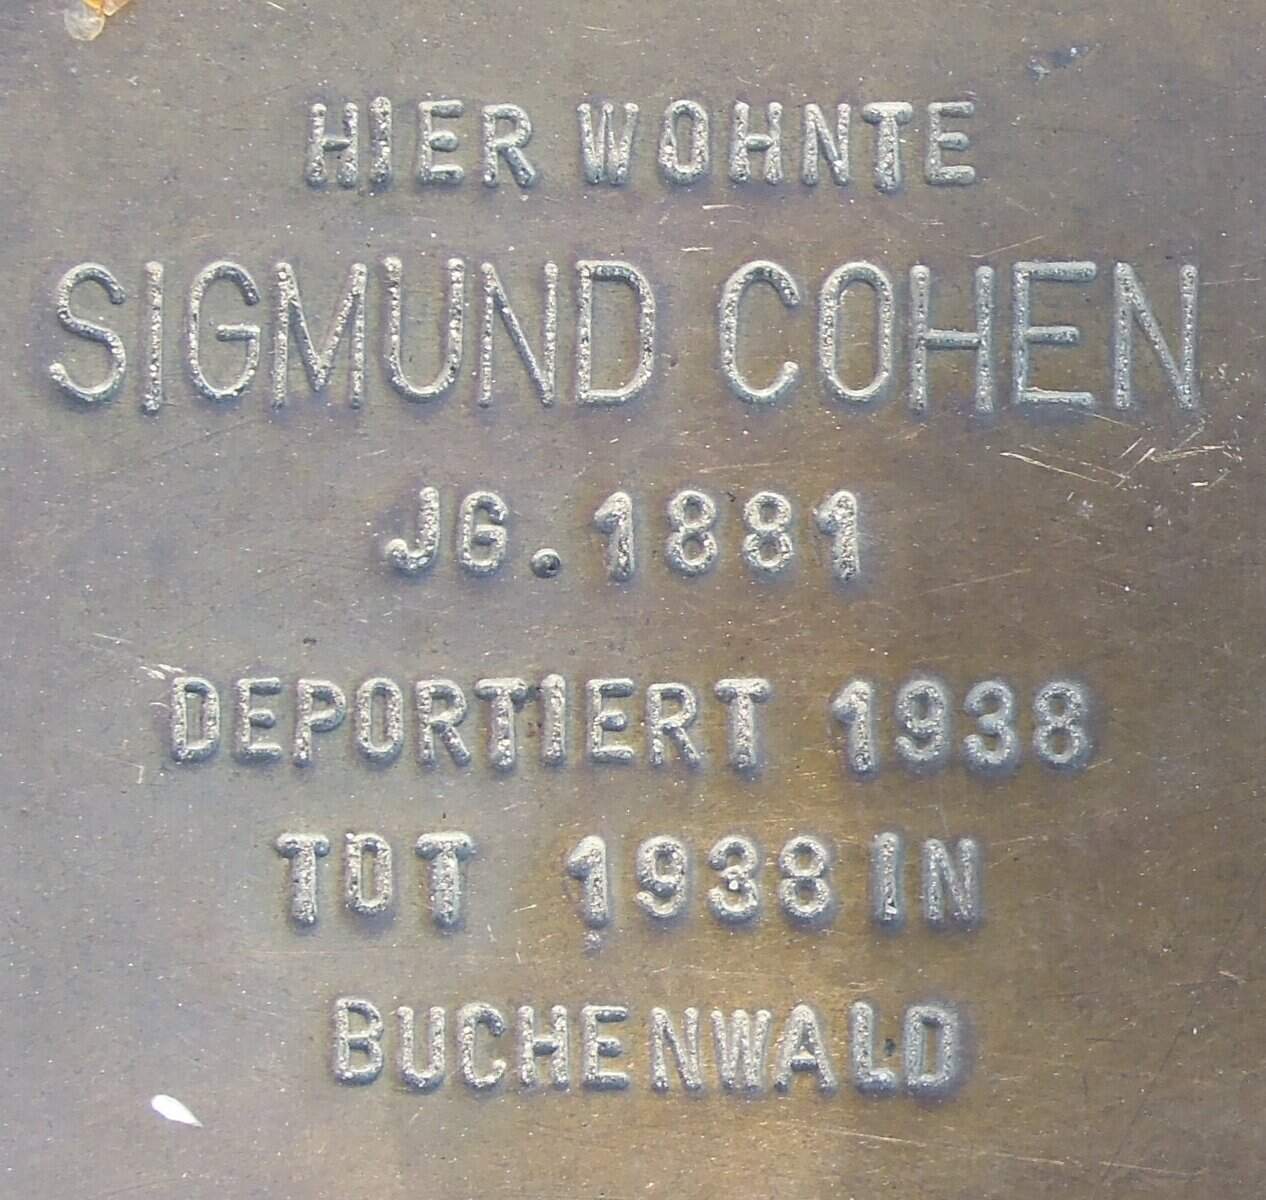 HIER WOHNTE
SIGMUND COHEN
JG. 1881
DEPORTIERT 1938
TOT 1938 IN
BUCHENWALD